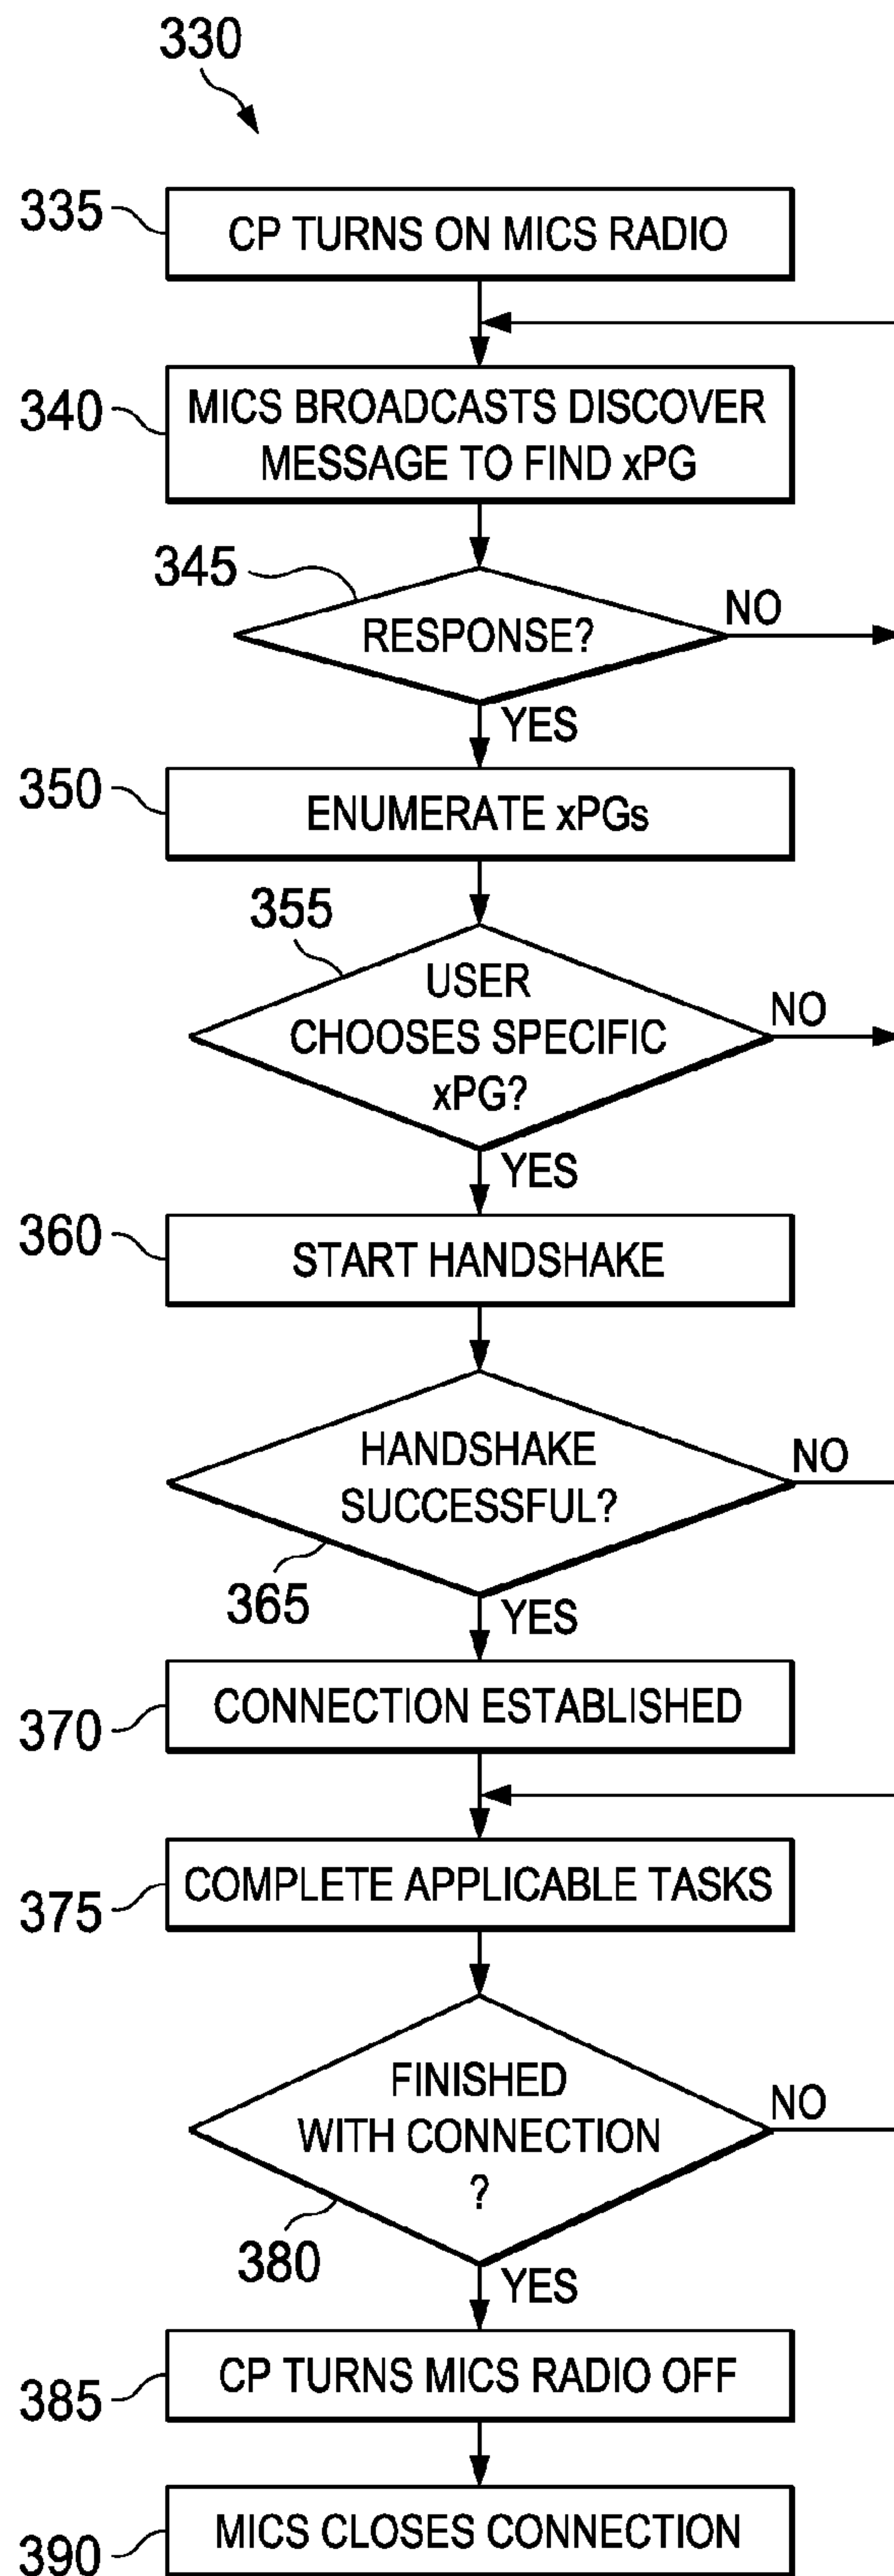 330
335
CP TURNS ON MICS RADIO
340
MICS BROADCASTS DISCOVER
MESSAGE TO FIND xPG
345
RESPONSE?
NO
YES
350
ENUMERATE xPGs
355
USER
CHOOSES SPECIFIC
xPG?
NO
YES
360
START HANDSHAKE
HANDSHAKE
SUCCESSFUL?
NO
365
YES
370
CONNECTION ESTABLISHED
375
COMPLETE APPLICABLE TASKS
FINISHED
WITH CONNECTION
?
NO
380
YES
385
CP TURNS MICS RADIO OFF
390
MICS CLOSES CONNECTION